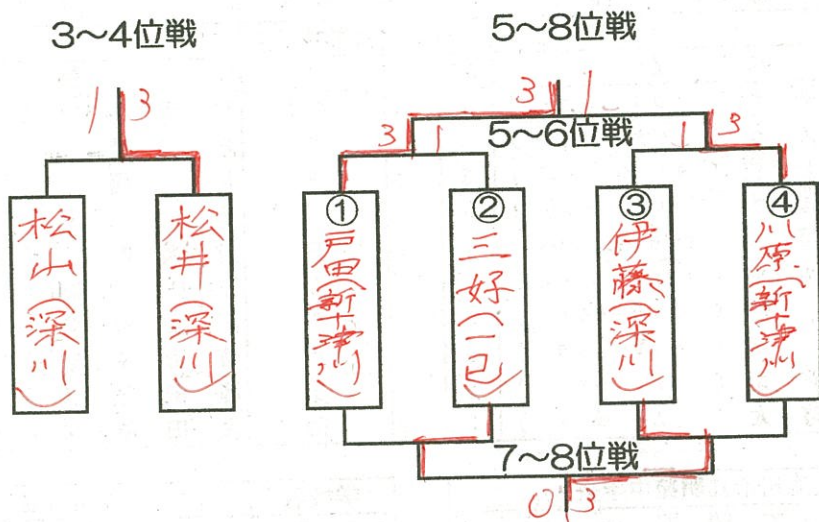 3〜4位戦
1 3
松山(深川)
松井(深川)
5〜8位戦
3 1
5〜6位戦
3 1
1 3
①
戸田(新十津川)
②
三好(一已)
③
伊藤(深川)
④
川原(新十津川)
7〜8位戦
0 3